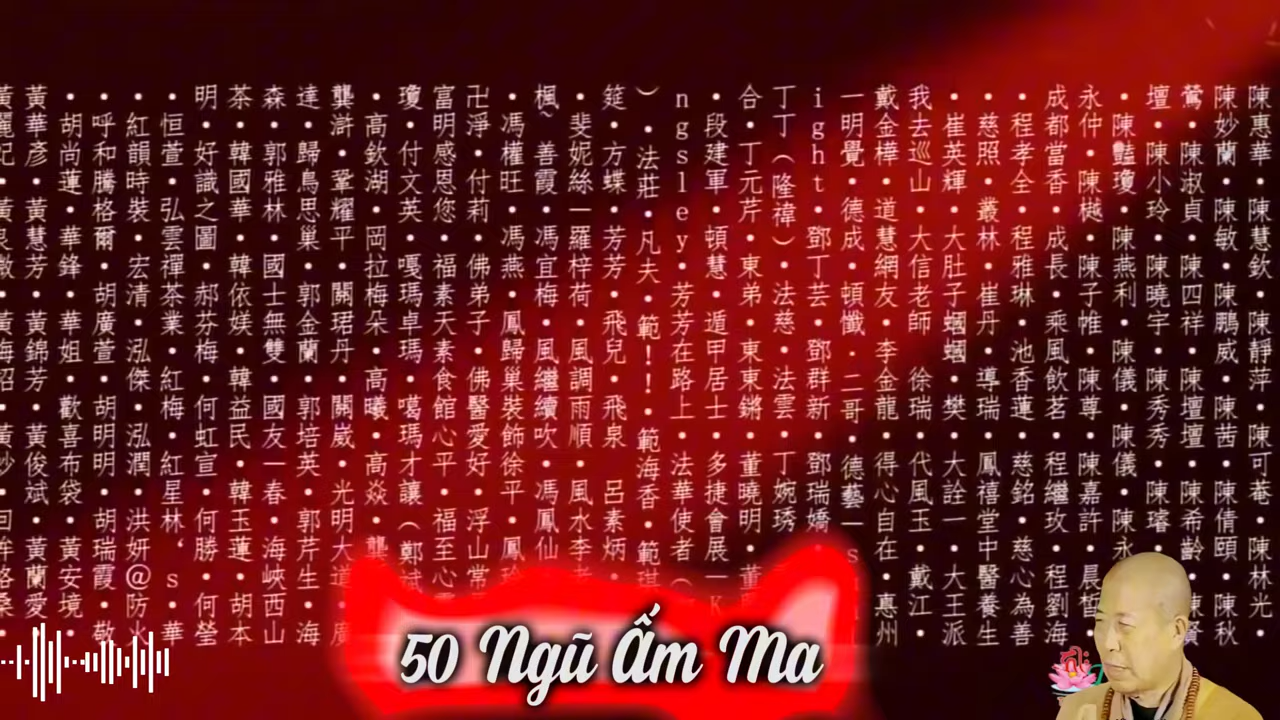 陳惠華・陳慧欽・陳靜萍・陳可菴・陳林光・
陳妙蘭・陳敏・陳鵬威・陳茜・陳倩頤・陳秋
鶯・陳淑貞・陳四祥・陳壇壇・陳希齡・陳賢
壇・陳小玲・陳曉宇・陳秀秀・陳璿
・陳豔瓊・陳燕利・陳儀・陳儀・陳永
永仲・陳樾・陳子帷・陳尊・陳嘉許・晨皙・
成都當香・成長・乘風飲茗・程繼玫・程劉海
・程孝全・程雅琳・池香蓮・慈銘・慈心為善
・慈照・叢林・崔丹・導瑞・鳳禧堂中醫養生
・崔英輝・大肚子蟈蟈・樊・大詮一・大王派
我去巡山・大信老師・徐瑞・代風玉・戴江・
戴金樺・道慧網友・李金龍・得心自在・惠州
一明覺・德成・頓懺・二哥・德藝一s
ight・鄧丁芸・鄧群新・鄧瑞嬌
丁丁（隆禕）法慈・法雲・丁婉琇
合・丁元芹・東弟・東東鏘・董曉明・董
・段建軍・頓慧・遁甲居士・多捷會展一K
ngsley・芳芳在路上・法華使者（
）・法莊・凡夫・範！！・範海香・範琪
筵・方蝶・芳芳・飛兒・飛泉・呂素炳・
・斐妮絲一羅梓荷・風調雨順・風水李老
楓~善霞・馮宜梅・風繼續吹・馮鳳仙
・馮權旺・馮燕・鳳歸巢裝飾徐平・鳳玲
卍淨・付莉・佛弟子・佛醫愛好・浮山常
富明感恩您・福素天素食館心平・福至心靈
瓊・付文英・嘎瑪卓瑪・噶瑪才讓（鄭斌
・高欽湖・岡拉梅朵・高曦・高焱・龔
龔滸・鞏耀平・關珺丹・關崴・光明大道・廣
達・歸鳥思巢・郭金蘭・郭培英・郭芹生・海
森・郭雅林・國士無雙・國友一春・海峽西山
茶・韓國華・韓依媄・韓益民・韓玉蓮・胡本
明・好識之圖・郝芬梅・何虹宣・何勝・何瑩
・恒萱・弘雲禪茶業・紅梅・紅星林‘s・華
・紅韻時裝・宏清・泓傑・泓潤・洪妍@防火
・呼和騰格爾・胡廣萱・胡明明・胡瑞霞・敬
・胡尚蓮・華鋒・華姐・歡喜布袋・黃安境・
黃華彥・黃慧芳・黃錦芳・黃俊斌・黃蘭愛・
50 Ngũ Ấm Ma